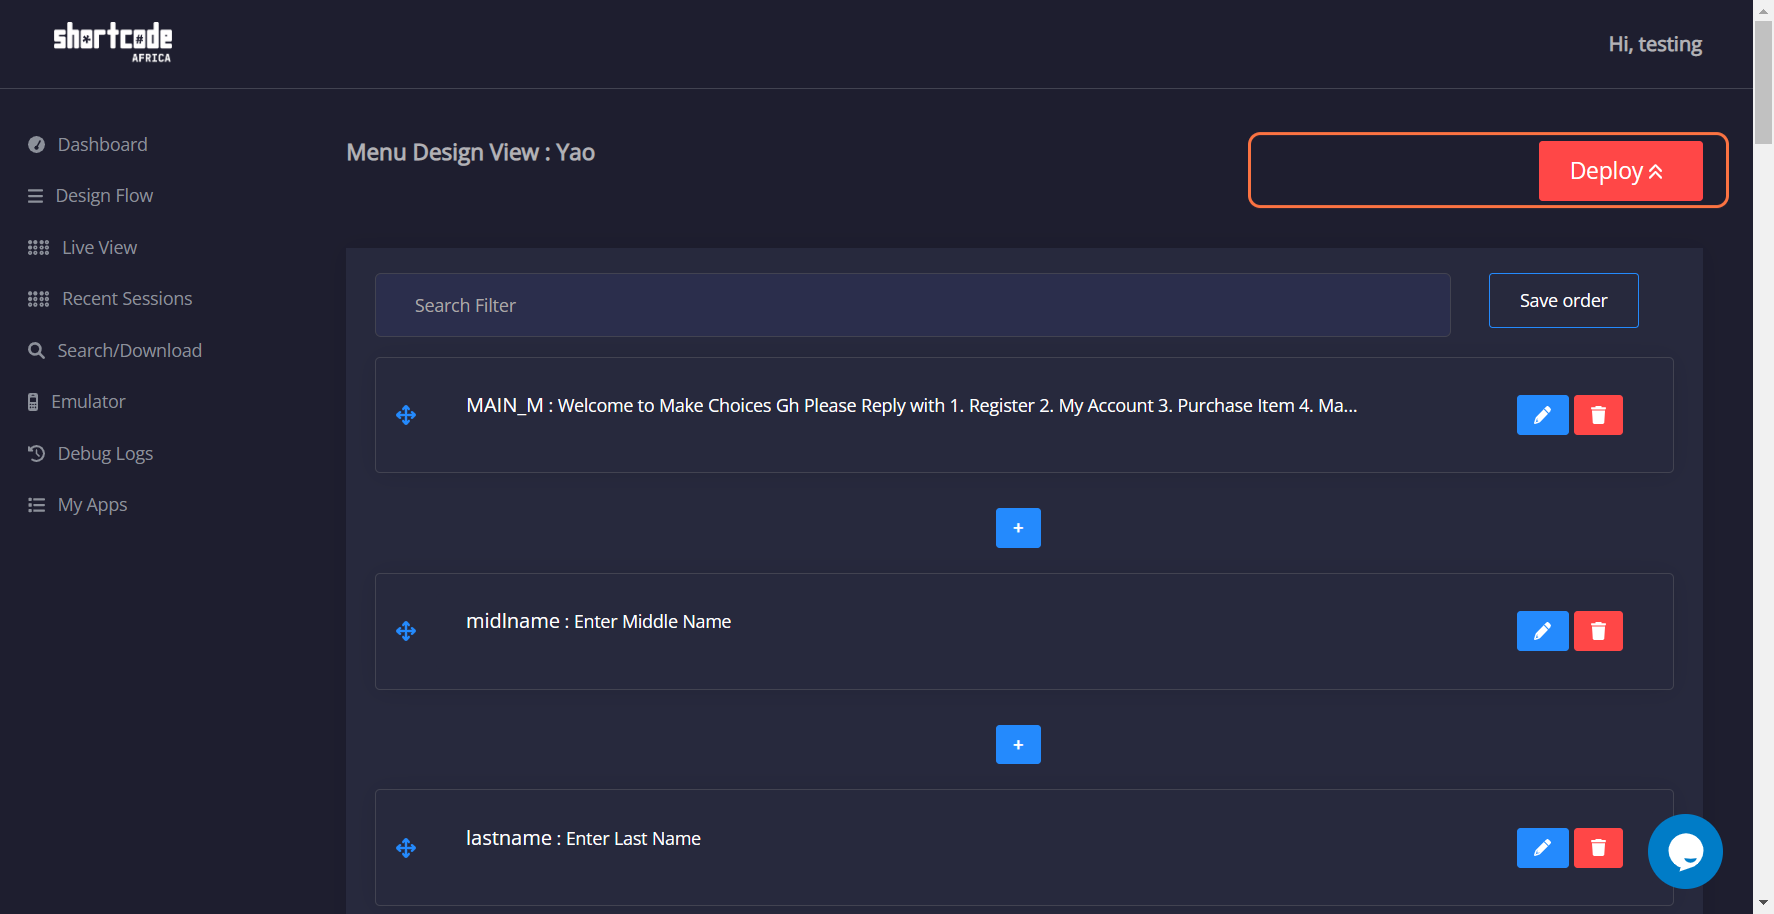 shortcode
AFRICA
Hi, testing
Dashboard
Design Flow
Live View
Recent Sessions
Search/Download
Emulator
Debug Logs
My Apps
Menu Design View : Yao
Deploy
Search Filter
Save order
MAIN_M : Welcome to Make Choices Gh Please Reply with 1. Register 2. My Account 3. Purchase Item 4. Ma...
+
midlname : Enter Middle Name
+
lastname : Enter Last Name